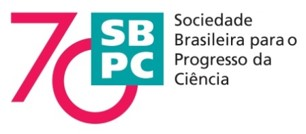 70
SB
PC
Sociedade
Brasileira para o
Progresso da
Ciência